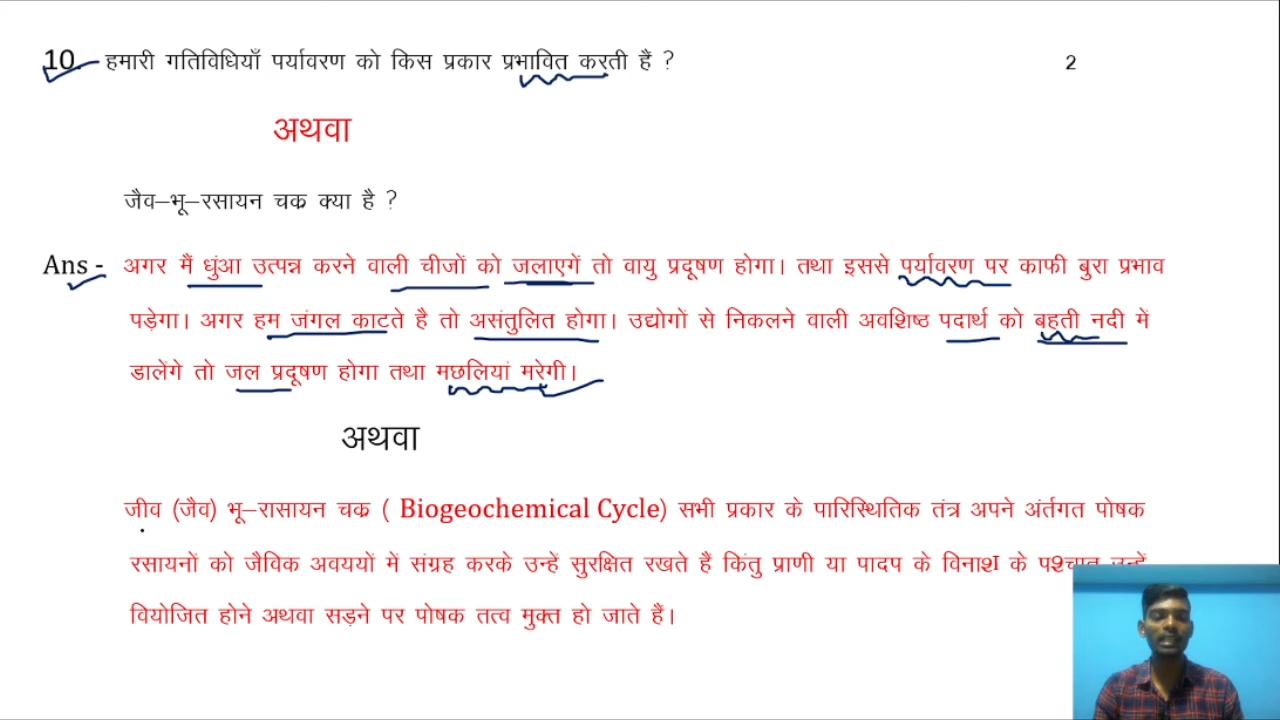 10. हमारी गतिविधियाँ पर्यावरण को किस प्रकार प्रभावित करती हैं ? 2
अथवा
जैव–भू–रसायन चक्र क्या है ?
Ans - अगर मैं धुंआ उत्पन्न करने वाली चीजों को जलाएगें तो वायु प्रदूषण होगा। तथा इससे पर्यावरण पर काफी बुरा प्रभाव
पड़ेगा। अगर हम जंगल काटते है तो असंतुलित होगा। उद्योगों से निकलने वाली अवशिष्ठ पदार्थ को बहती नदी में
डालेंगे तो जल प्रदूषण होगा तथा मछलियां मरेगी।
अथवा
जीव (जैव) भू–रासायन चक्र ( Biogeochemical Cycle) सभी प्रकार के पारिस्थितिक तंत्र अपने अंर्तगत पोषक
रसायनों को जैविक अवययों में संग्रह करके उन्हें सुरक्षित रखते हैं किंतु प्राणी या पादप के विनाश के पश्चात उन्हें
वियोजित होने अथवा सड़ने पर पोषक तत्व मुक्त हो जाते हैं।